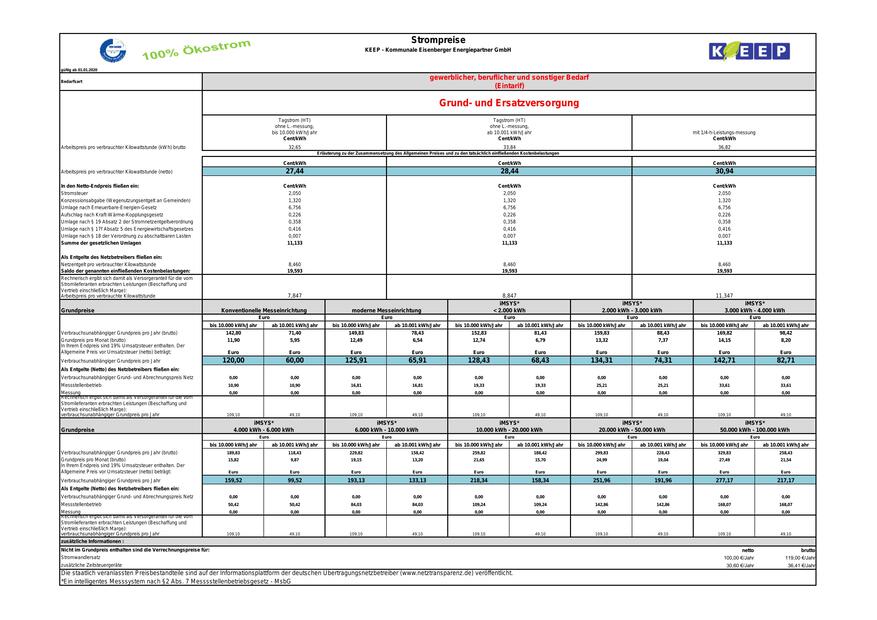 Strompreise
100% Ökostrom
KEEP - Kommunale Eisenberger Energiepartner GmbH
KEEP
gültig ab 01.01.2020
Bedarfsart
gewerblicher, beruflicher und sonstiger Bedarf
(Eintarif)
Grund- und Ersatzversorgung
Tagstrom (HT) Tagstrom (HT)
ohne L.-messung, ohne L.-messung,
bis 10.000 kWh/Jahr ab 10.001 kWh/Jahr mit 1/4-h-Leistungs-messung
Cent/kWh Cent/kWh Cent/kWh
Arbeitspreis pro verbrauchter Kilowattstunde (kWh) brutto 32,65 33,84 36,82
Erläuterung zu der Zusammensetzung des Allgemeinen Preises und zu den tatsächlich einfließenden Kostenbelastungen
Cent/kWh Cent/kWh Cent/kWh
Arbeitspreis pro verbrauchter Kilowattstunde (netto) 27,44 28,44 30,94
In den Netto-Endpreis fließen ein: Cent/kWh Cent/kWh Cent/kWh
Stromsteuer 2,050 2,050 2,050
Konzessionsabgabe (Wegenutzungsentgelt an Gemeinden) 1,320 1,320 1,320
Umlage nach Erneuerbare-Energien-Gesetz 6,756 6,756 6,756
Aufschlag nach Kraft-Wärme-Kopplungsgesetz 0,226 0,226 0,226
Umlage nach § 19 Absatz 2 der Stromnetzentgeltverordnung 0,358 0,358 0,358
Umlage nach § 17f Absatz 5 des Energiewirtschaftsgesetzes 0,416 0,416 0,416
Umlage nach § 18 der Verordnung zu abschaltbaren Lasten 0,007 0,007 0,007
Summe der gesetzlichen Umlagen 11,133 11,133 11,133
Als Entgelte des Netzbetreibers fließen ein:
Netzentgelt pro verbrauchter Kilowattstunde 8,460 8,460 8,460
Saldo der genannten einfließenden Kostenbelastungen: 19,593 19,593 19,593
Rechnerisch ergibt sich damit als Versorgeranteil für die vom
Stromlieferanten erbrachten Leistungen (Beschaffung und
Vertrieb einschließlich Marge):
Arbeitspreis pro verbrauchte Kilowattstunde 7,847 8,847 11,347
iMSYS* iMSYS* iMSYS*
Grundpreise Konventionelle Messeinrichtung moderne Messeinrichtung < 2.000 kWh 2.000 kWh - 3.000 kWh 3.000 kWh - 4.000 kWh
Euro Euro Euro Euro Euro
bis 10.000 kWh/Jahr ab 10.001 kWh/Jahr bis 10.000 kWh/Jahr ab 10.001 kWh/Jahr bis 10.000 kWh/Jahr ab 10.001 kWh/Jahr bis 10.000 kWh/Jahr ab 10.001 kWh/Jahr bis 10.000 kWh/Jahr ab 10.001 kWh/Jahr
Verbrauchsunabhängiger Grundpreis pro Jahr (brutto) 142,80 71,40 149,83 78,43 152,83 81,43 159,83 88,43 169,82 98,42
Grundpreis pro Monat (brutto) 11,90 5,95 12,49 6,54 12,74 6,79 13,32 7,37 14,15 8,20
In Ihrem Endpreis sind 19% Umsatzsteuer enthalten. Der
Allgemeine Preis vor Umsatzsteuer (netto) beträgt: Euro Euro Euro Euro Euro Euro Euro Euro Euro Euro
Verbrauchsunabhängiger Grundpreis pro Jahr 120,00 60,00 125,91 65,91 128,43 68,43 134,31 74,31 142,71 82,71
Als Entgelte (Netto) des Netzbetreibers fließen ein:
Verbrauchsunabhängiger Grund- und Abrechnungspreis Netz 0,00 0,00 0,00 0,00 0,00 0,00 0,00 0,00 0,00 0,00
Messstellenbetrieb 10,90 10,90 16,81 16,81 19,33 19,33 25,21 25,21 33,61 33,61
Messung 0,00 0,00 0,00 0,00 0,00 0,00 0,00 0,00 0,00 0,00
Rechnerisch ergibt sich damit als Versorgeranteil für die vom
Stromlieferanten erbrachten Leistungen (Beschaffung und
Vertrieb einschließlich Marge):
verbrauchsunabhängiger Grundpreis pro Jahr 109,10 49,10 109,10 49,10 109,10 49,10 109,10 49,10 109,10 49,10
iMSYS* iMSYS* iMSYS* iMSYS* iMSYS*
Grundpreise 4.000 kWh - 6.000 kWh 6.000 kWh - 10.000 kWh 10.000 kWh - 20.000 kWh 20.000 kWh - 50.000 kWh 50.000 kWh - 100.000 kWh
Euro Euro Euro Euro Euro
bis 10.000 kWh/Jahr ab 10.001 kWh/Jahr bis 10.000 kWh/Jahr ab 10.001 kWh/Jahr bis 10.000 kWh/Jahr ab 10.001 kWh/Jahr bis 10.000 kWh/Jahr ab 10.001 kWh/Jahr bis 10.000 kWh/Jahr ab 10.001 kWh/Jahr
Verbrauchsunabhängiger Grundpreis pro Jahr (brutto) 189,83 118,43 229,82 158,42 259,82 188,42 299,83 228,43 329,83 258,43
Grundpreis pro Monat (brutto) 15,82 9,87 19,15 13,20 21,65 15,70 24,99 19,04 27,49 21,54
In Ihrem Endpreis sind 19% Umsatzsteuer enthalten. Der
Allgemeine Preis vor Umsatzsteuer (netto) beträgt: Euro Euro Euro Euro Euro Euro Euro Euro Euro Euro
Verbrauchsunabhängiger Grundpreis pro Jahr 159,52 99,52 193,13 133,13 218,34 158,34 251,96 191,96 277,17 217,17
Als Entgelte (Netto) des Netzbetreibers fließen ein:
Verbrauchsunabhängiger Grund- und Abrechnungspreis Netz 0,00 0,00 0,00 0,00 0,00 0,00 0,00 0,00 0,00 0,00
Messstellenbetrieb 50,42 50,42 84,03 84,03 109,24 109,24 142,86 142,86 168,07 168,07
Messung 0,00 0,00 0,00 0,00 0,00 0,00 0,00 0,00 0,00 0,00
Rechnerisch ergibt sich damit als Versorgeranteil für die vom
Stromlieferanten erbrachten Leistungen (Beschaffung und
Vertrieb einschließlich Marge):
verbrauchsunabhängiger Grundpreis pro Jahr 109,10 49,10 109,10 49,10 109,10 49,10 109,10 49,10 109,10 49,10
zusätzliche Informationen :
Nicht im Grundpreis enthalten sind die Verrechnungspreise für: netto brutto
Stromwandlersatz 100,00 €/Jahr 119,00 €/Jahr
zusätzliche Zeitsteuergeräte 30,60 €/Jahr 36,41 €/Jahr
Die staatlich veranlassten Preisbestandteile sind auf der Informationsplattform der deutschen Übertragungsnetzbetreiber (www.netztransparenz.de) veröffentlicht.
*Ein intelligentes Messsystem nach §2 Abs. 7 Messsstellenbetriebsgesetz - MsbG